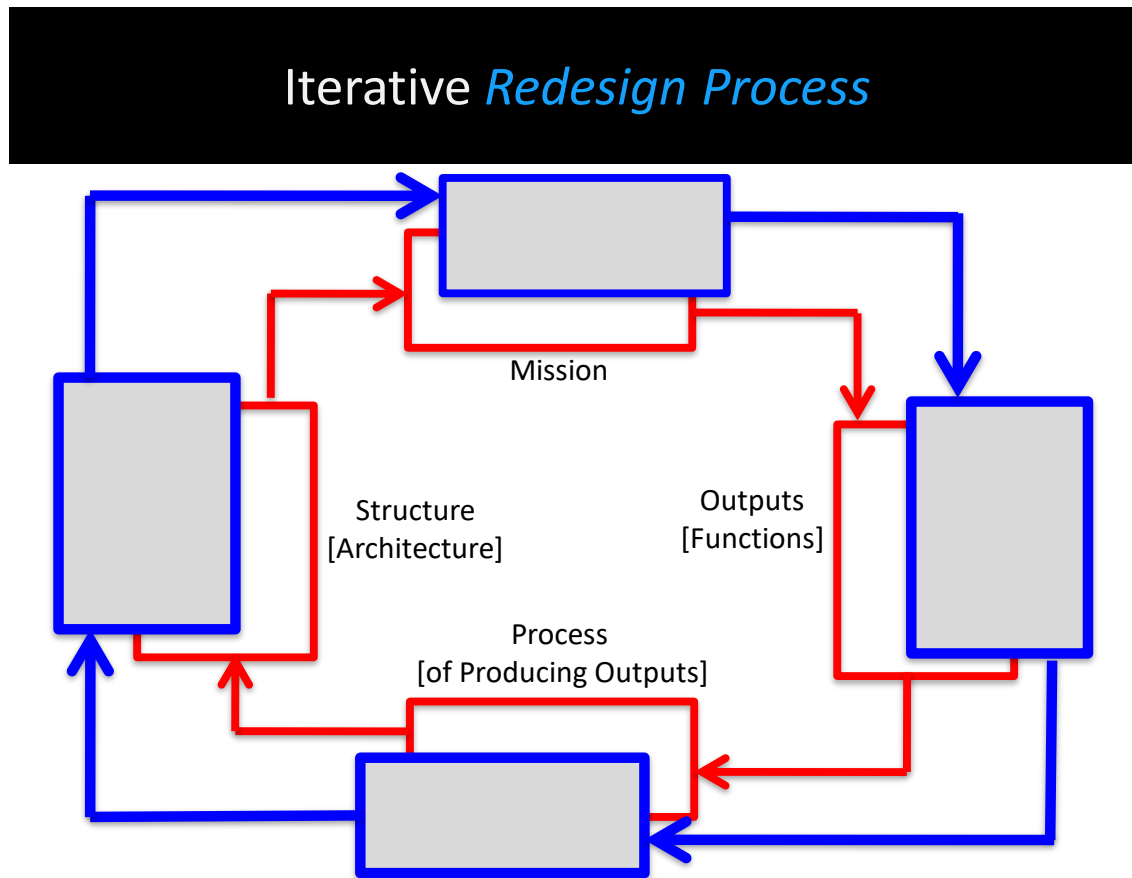 Iterative Redesign Process
Mission
Structure
[Architecture]
Outputs
[Functions]
Process
[of Producing Outputs]